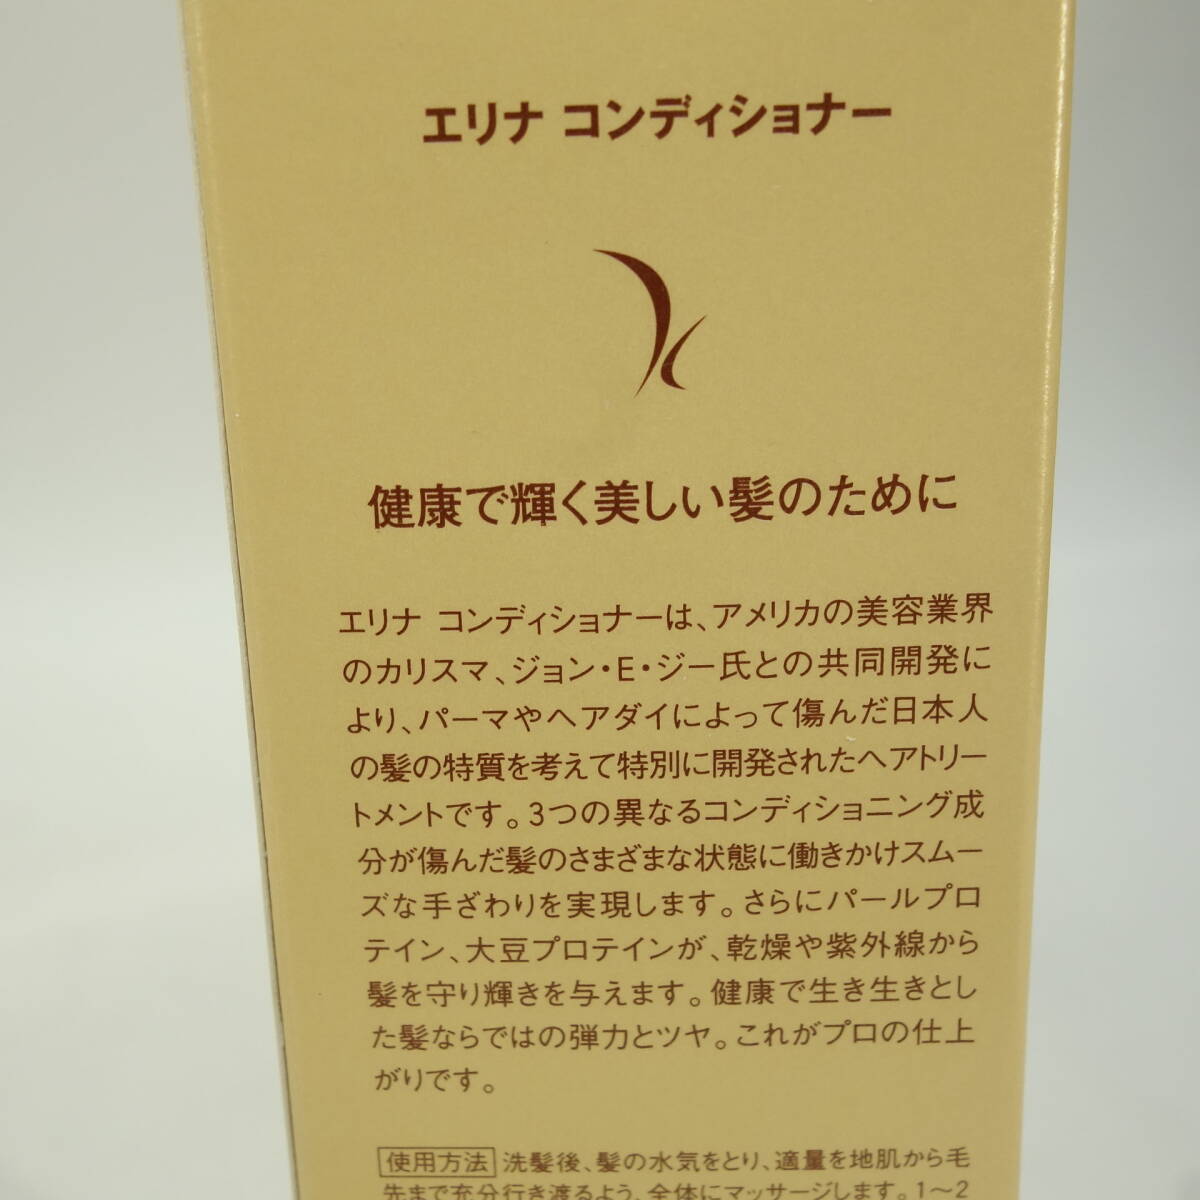 エリナ コンディショナー
健康で輝く美しい髪のために
エリナ コンディショナーは、アメリカの美容業界
のカリスマ、ジョン・E・ジー氏との共同開発に
より、パーマやヘアダイによって傷んだ日本人
の髪の特質を考えて特別に開発されたヘアトリー
トメントです。3つの異なるコンディショニング成
分が傷んだ髪のさまざまな状態に働きかけスムー
ズな手ざわりを実現します。さらにパールプロ
テイン、大豆プロテインが、乾燥や紫外線から
髪を守り輝きを与えます。健康で生き生きとし
た髪ならではの弾力とツヤ。これがプロの仕上
がりです。
使用方法 洗髪後、髪の水気をとり、適量を地肌から毛
先まで充分行き渡るよう、全体にマッサージします。1〜2